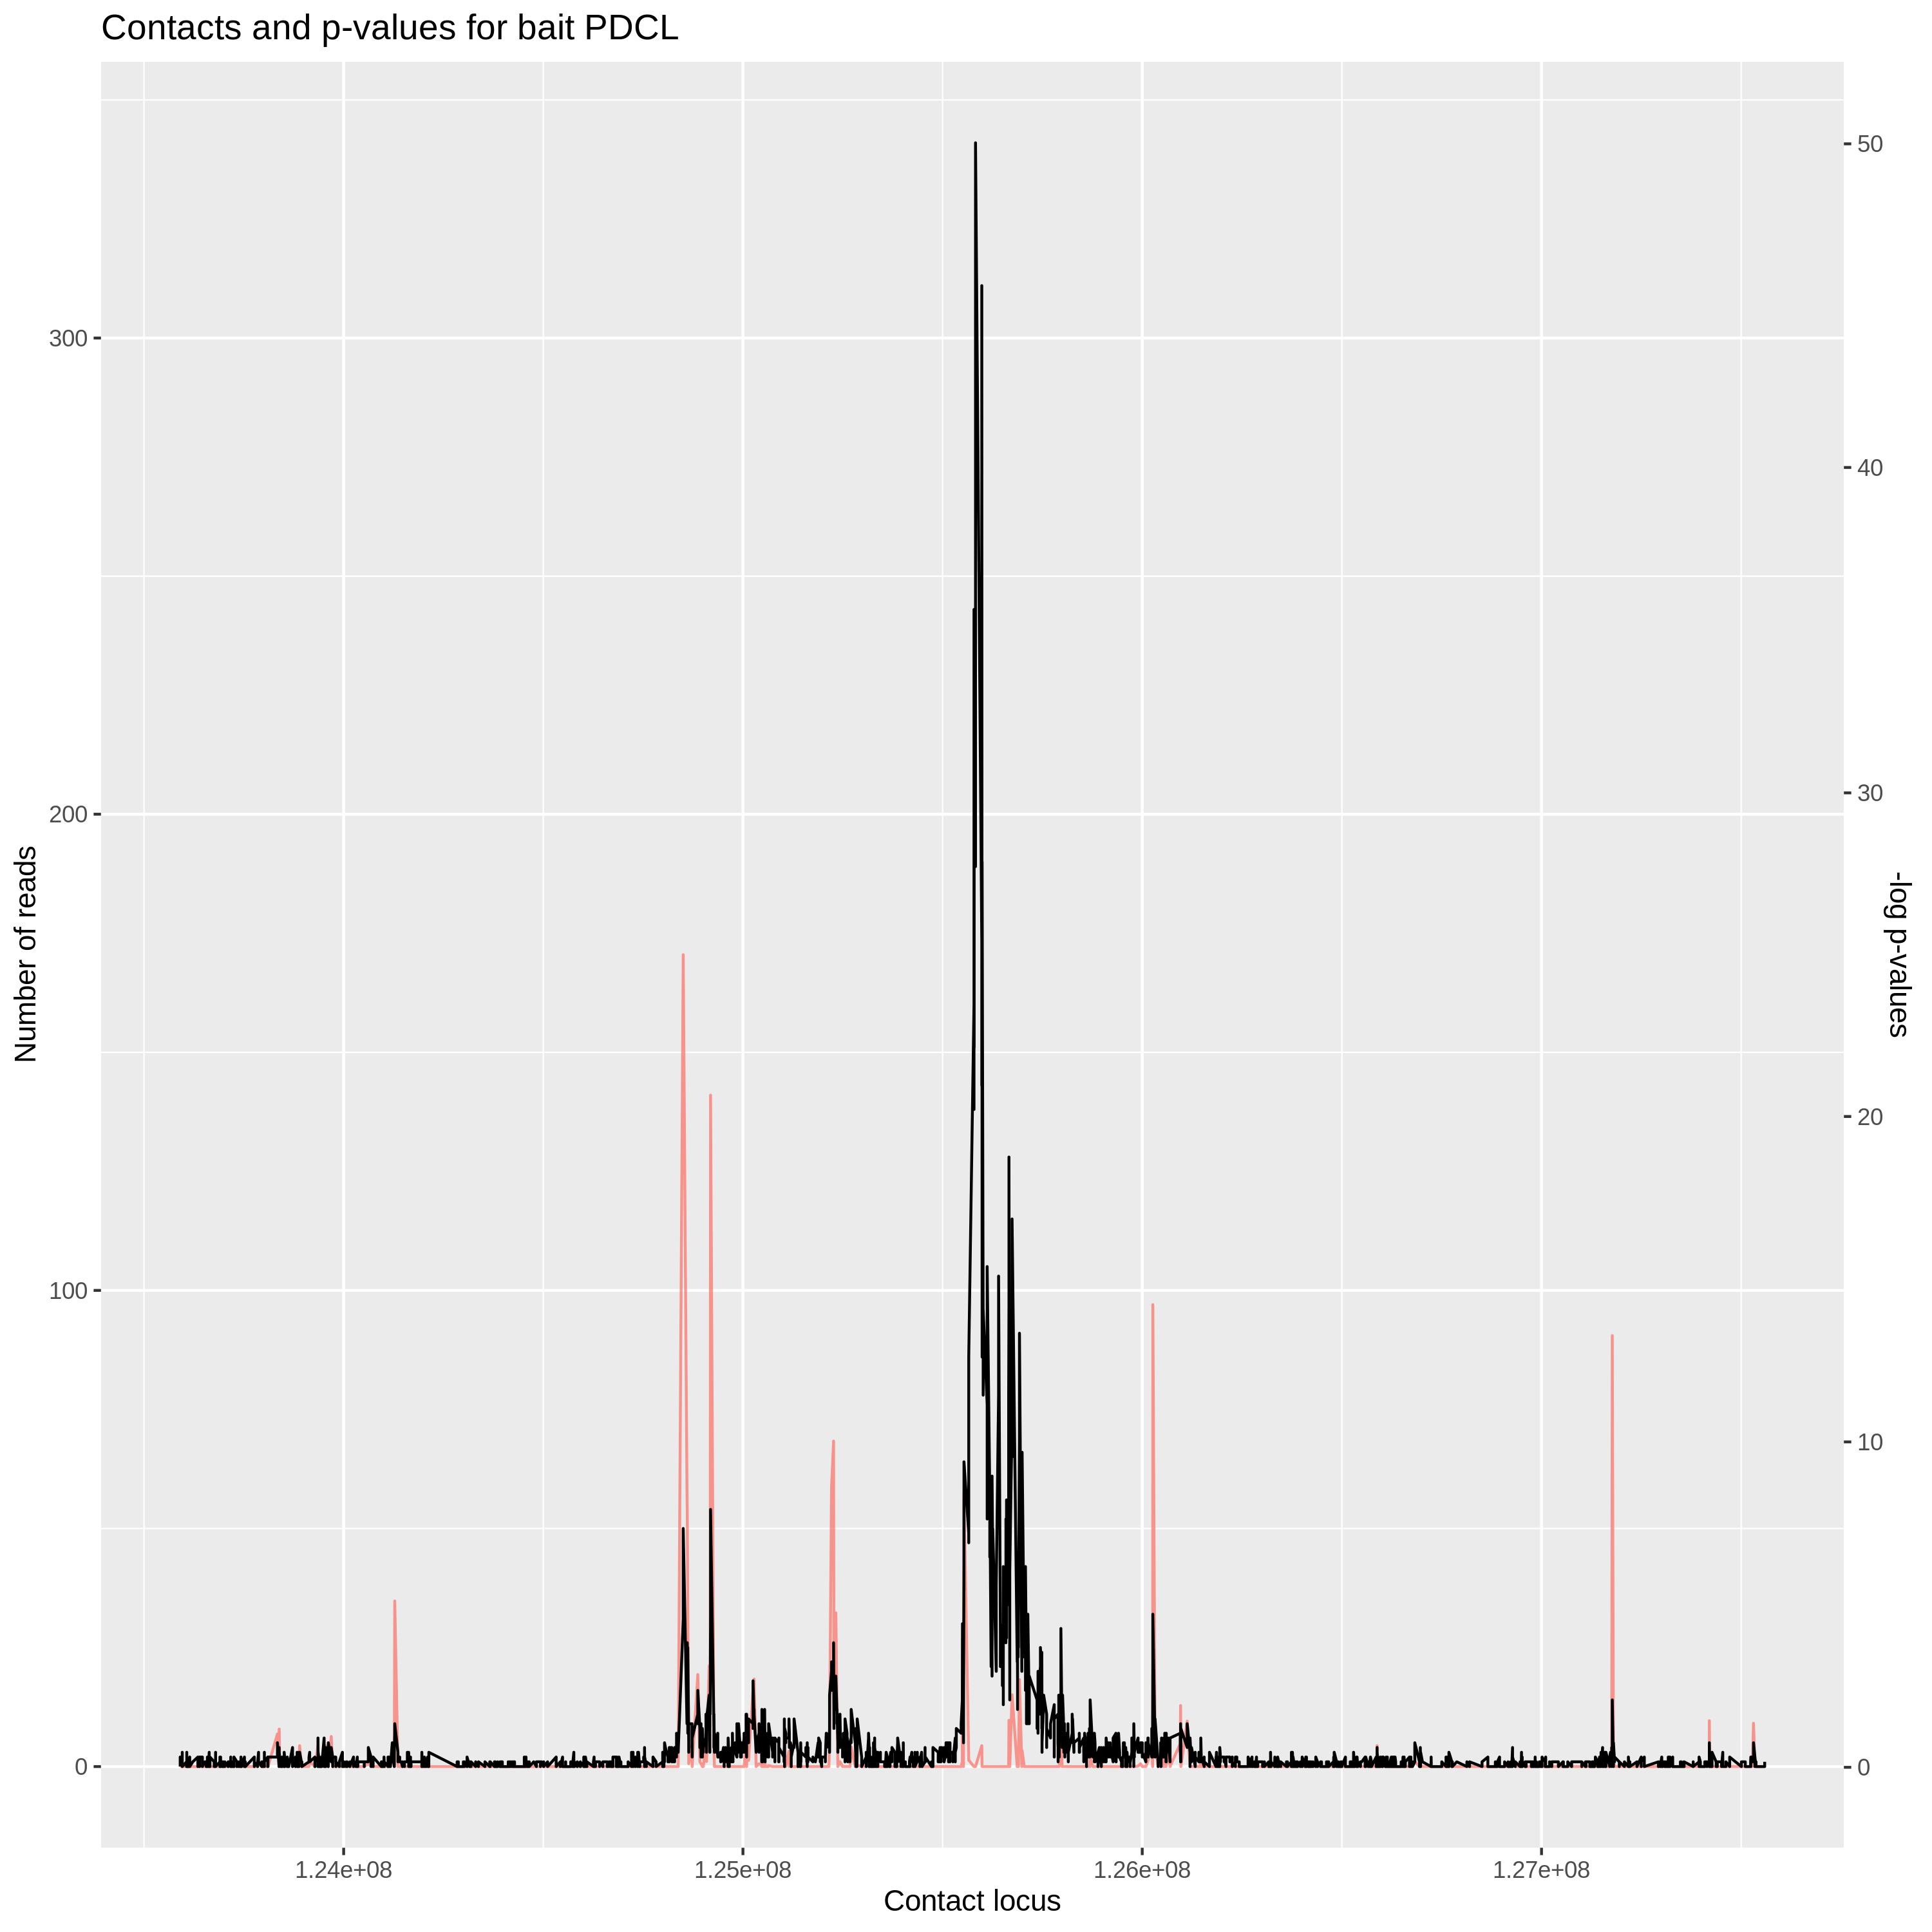 Contacts and p-values for bait PDCL
50
300
40
200
30
Number of reads
-log p-values
20
100
10
0
0
1.24e+08
1.25e+08
1.26e+08
1.27e+08
Contact locus